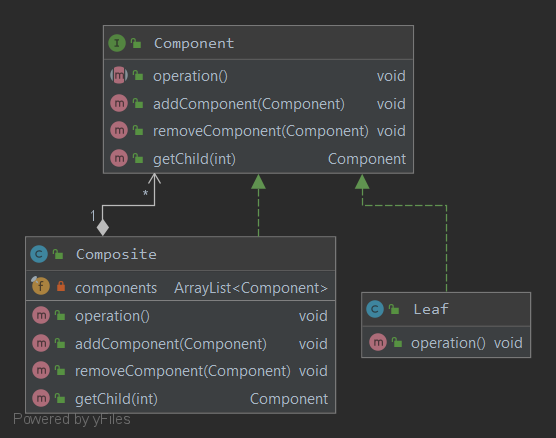 I Component
m operation() void
m addComponent(Component) void
m removeComponent(Component) void
m getChild(int) Component
*
1
C Composite
f components ArrayList<Component>
m operation() void
m addComponent(Component) void
m removeComponent(Component) void
m getChild(int) Component
C Leaf
m operation() void
Powered by yFiles